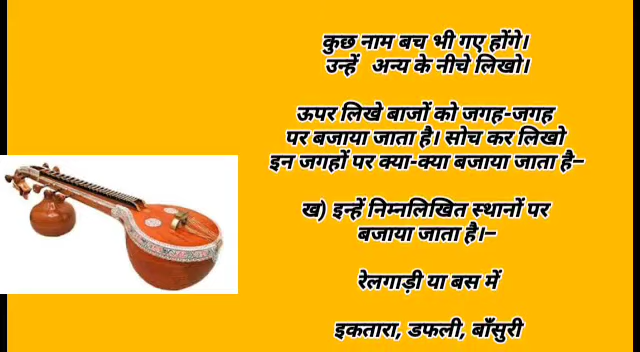 कुछ नाम बच भी गए होंगे।
उन्हें अन्य के नीचे लिखो।
ऊपर लिखे बाजों को जगह-जगह
पर बजाया जाता है। सोच कर लिखो
इन जगहों पर क्या-क्या बजाया जाता है–
ख) इन्हें निम्नलिखित स्थानों पर
बजाया जाता है।–
रेलगाड़ी या बस में
इकतारा, डफली, बाँसुरी